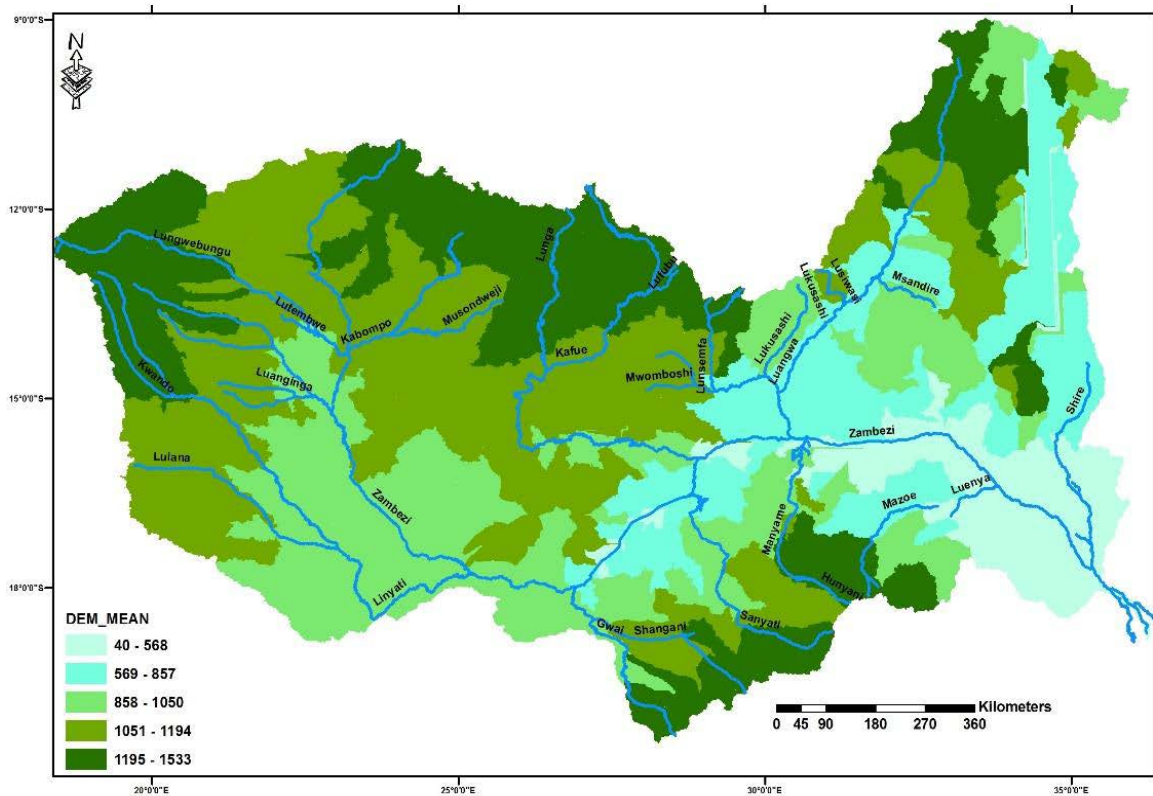 9°0'0"S
N
12°0'0"S
15°0'0"S
18°0'0"S
Lungwebungu
Lufembwe
Kabompo
Musondweji
Lunga
Lufubu
Kafue
Kwando
Luanginga
Luiana
Zambezi
Linyati
Mwomboshi
Lunsemfa
Lukusashi
Lukusashi
Lusiwasi
Luangwa
Msandire
Shire
Zambezi
Mazoe
Luenya
Manyame
Hunyani
Sanyati
Gwai
Shangani
DEM_MEAN
40 - 568
569 - 857
858 - 1050
1051 - 1194
1195 - 1533
Kilometers
0 45 90 180 270 360
20°0'0"E
25°0'0"E
30°0'0"E
35°0'0"E